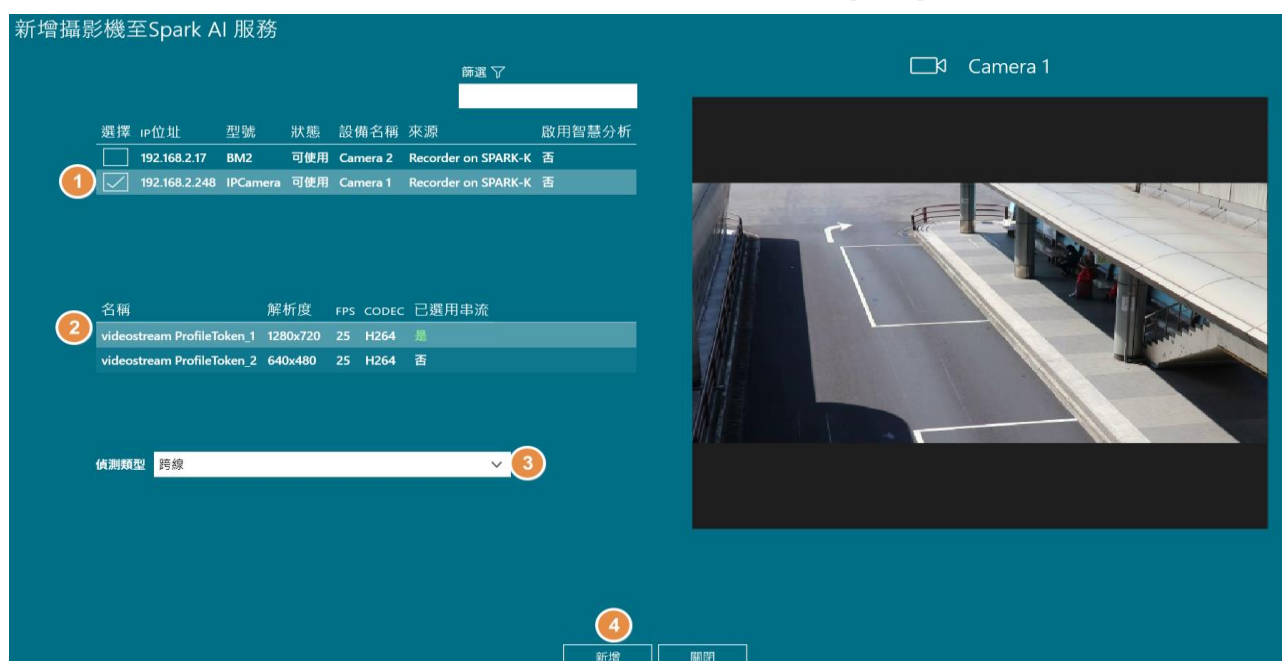 新增攝影機至Spark AI 服務
篩選
Camera 1
選擇 IP位址 型號 狀態 設備名稱 來源 啟用智慧分析
192.168.2.17 BM2 可使用 Camera 2 Recorder on SPARK-K 否
1 192.168.2.248 IPCamera 可使用 Camera 1 Recorder on SPARK-K 否
名稱 解析度 FPS CODEC 已選用串流
2 videostream ProfileToken_1 1280x720 25 H264 是
videostream ProfileToken_2 640x480 25 H264 否
偵測類型 跨線 3
4
新增 關閉